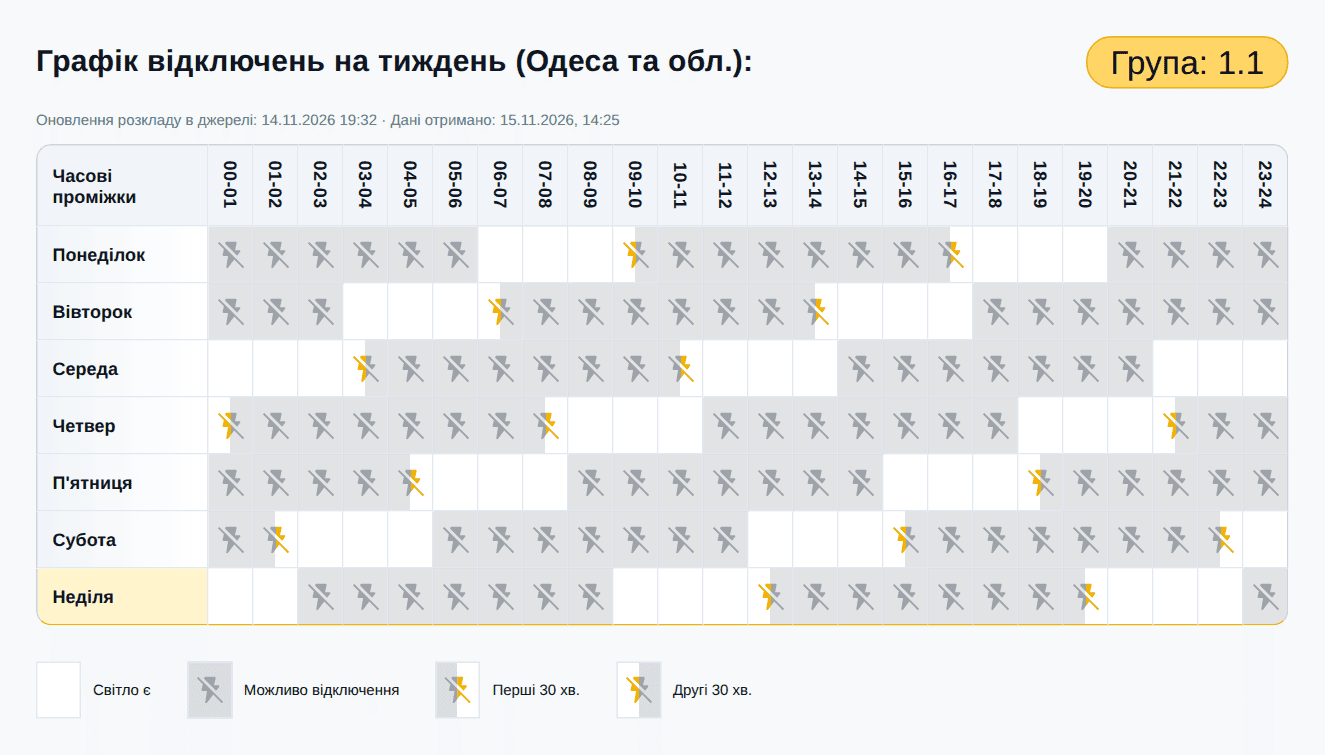 Графік відключень на тиждень (Одеса та обл.):
Група: 1.1
Оновлення розкладу в джерелі: 14.11.2026 19:32 · Дані отримано: 15.11.2026, 14:25
Часові
проміжки
00-01 01-02 02-03 03-04 04-05 05-06 06-07 07-08 08-09 09-10 10-11 11-12 12-13 13-14 14-15 15-16 16-17 17-18 18-19 19-20 20-21 21-22 22-23 23-24
Понеділок
Вівторок
Середа
Четвер
П'ятниця
Субота
Неділя
Світло є
Можливо відключення
Перші 30 хв.
Другі 30 хв.